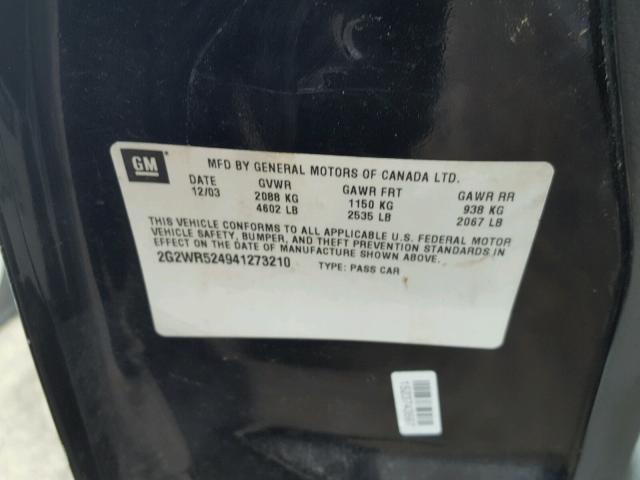 GM
MFD BY GENERAL MOTORS OF CANADA LTD.
DATE GVWR GAWR FRT GAWR RR
12/03 2088 KG 1150 KG 938 KG
4602 LB 2535 LB 2067 LB
THIS VEHICLE CONFORMS TO ALL APPLICABLE U.S. FEDERAL MOTOR
VEHICLE SAFETY, BUMPER, AND THEFT PREVENTION STANDARDS IN
EFFECT ON THE DATE OF MANUFACTURE SHOWN ABOVE.
2G2WR524941273210 TYPE: PASS CAR